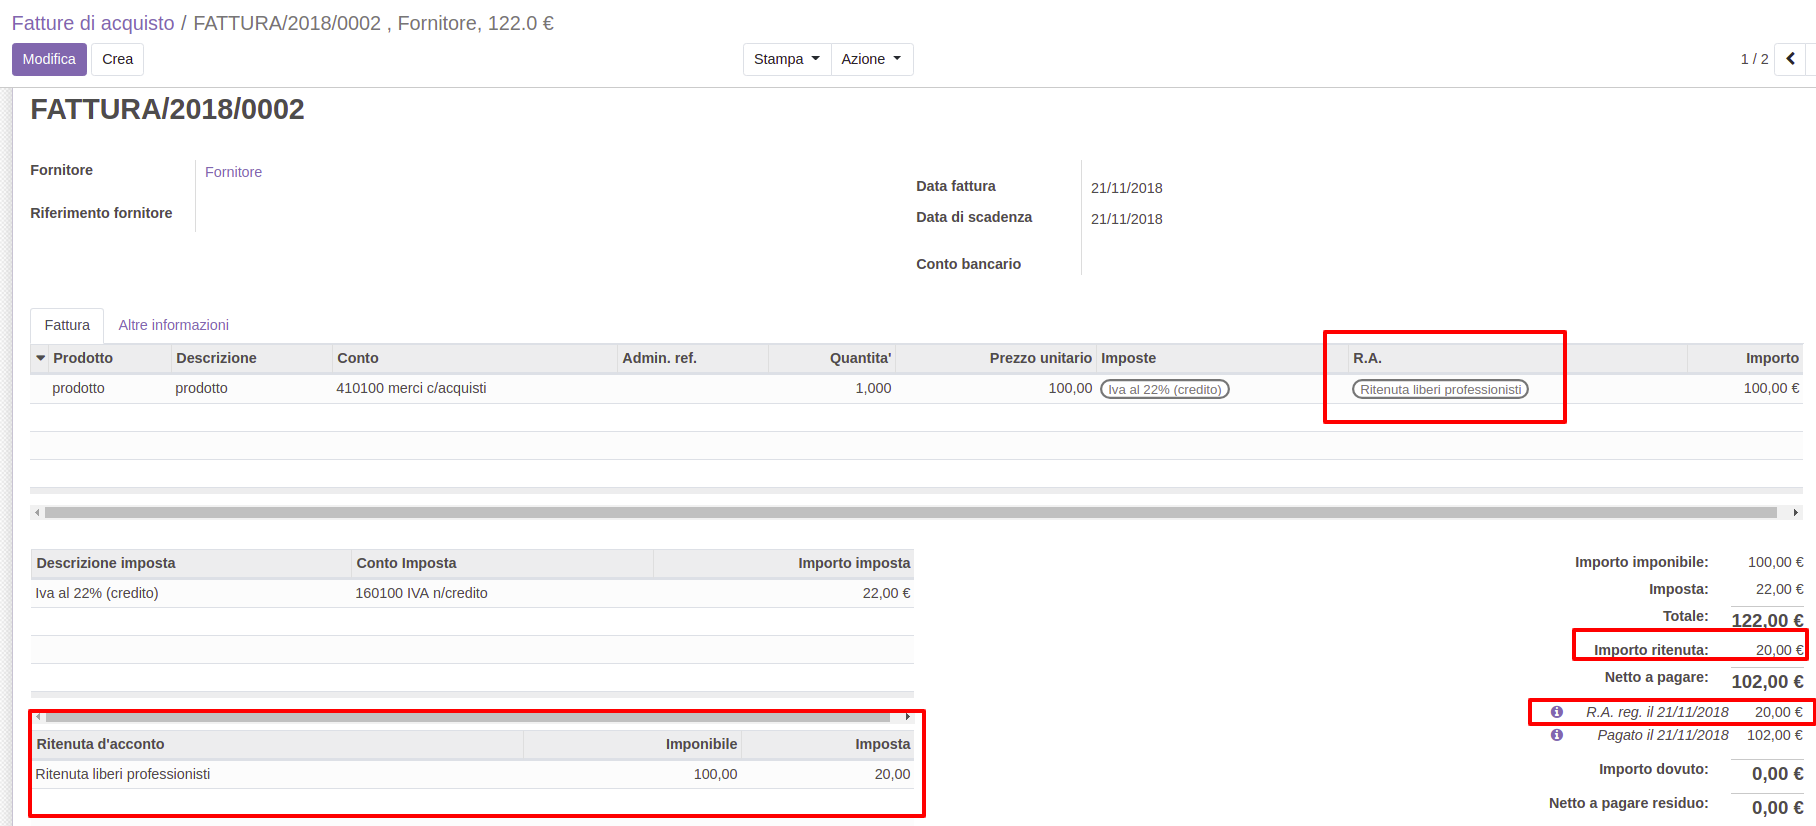 Fatture di acquisto / FATTURA/2018/0002 , Fornitore, 122.0 €
Modifica Crea Stampa Azione 1 / 2
FATTURA/2018/0002
Fornitore Fornitore
Data fattura 21/11/2018
Riferimento fornitore
Data di scadenza 21/11/2018
Conto bancario
Fattura Altre informazioni
Prodotto Descrizione Conto Admin. ref. Quantita' Prezzo unitario Imposte R.A. Importo
prodotto prodotto 410100 merci c/acquisti 1,000 100,00 Iva al 22% (credito) Ritenuta liberi professionisti 100,00 €
Descrizione imposta Conto Imposta Importo imposta
Iva al 22% (credito) 160100 IVA n/credito 22,00 €
Ritenuta d'acconto Imponibile Imposta
Ritenuta liberi professionisti 100,00 20,00
Importo imponibile: 100,00 €
Imposta: 22,00 €
Totale: 122,00 €
Importo ritenuta: 20,00 €
Netto a pagare: 102,00 €
R.A. reg. il 21/11/2018 20,00 €
Pagato il 21/11/2018 102,00 €
Importo dovuto: 0,00 €
Netto a pagare residuo: 0,00 €